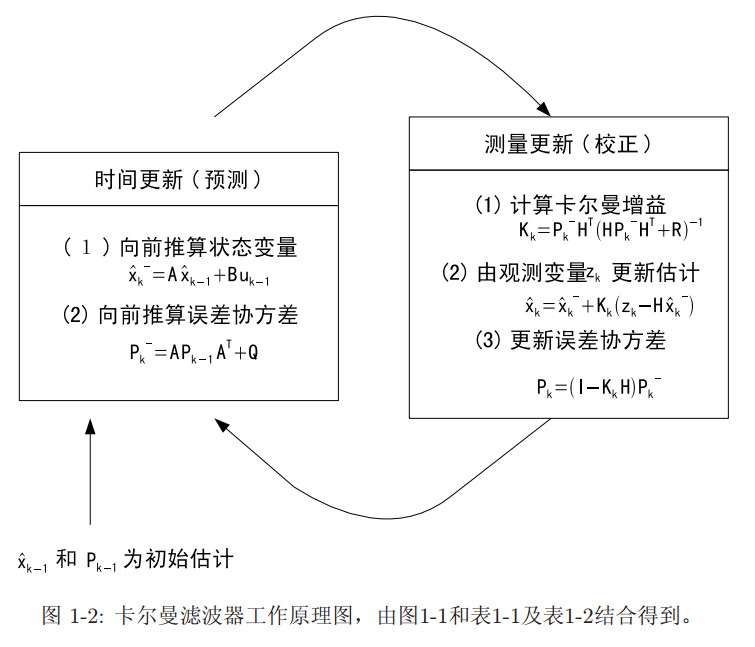 时间更新(预测)
( 1 ) 向前推算状态变量
x̂ₖ⁻=Ax̂ₖ₋₁+Buₖ₋₁
(2) 向前推算误差协方差
Pₖ⁻=APₖ₋₁Aᵀ+Q
测量更新(校正)
(1) 计算卡尔曼增益
Kₖ=Pₖ⁻Hᵀ(HPₖ⁻Hᵀ+R)⁻¹
(2) 由观测变量zₖ 更新估计
x̂ₖ=x̂ₖ⁻+Kₖ(zₖ−Hx̂ₖ⁻)
(3) 更新误差协方差
Pₖ=(I−KₖH)Pₖ⁻
x̂ₖ₋₁ 和 Pₖ₋₁ 为初始估计
图 1-2: 卡尔曼滤波器工作原理图，由图1-1和表1-1及表1-2结合得到。